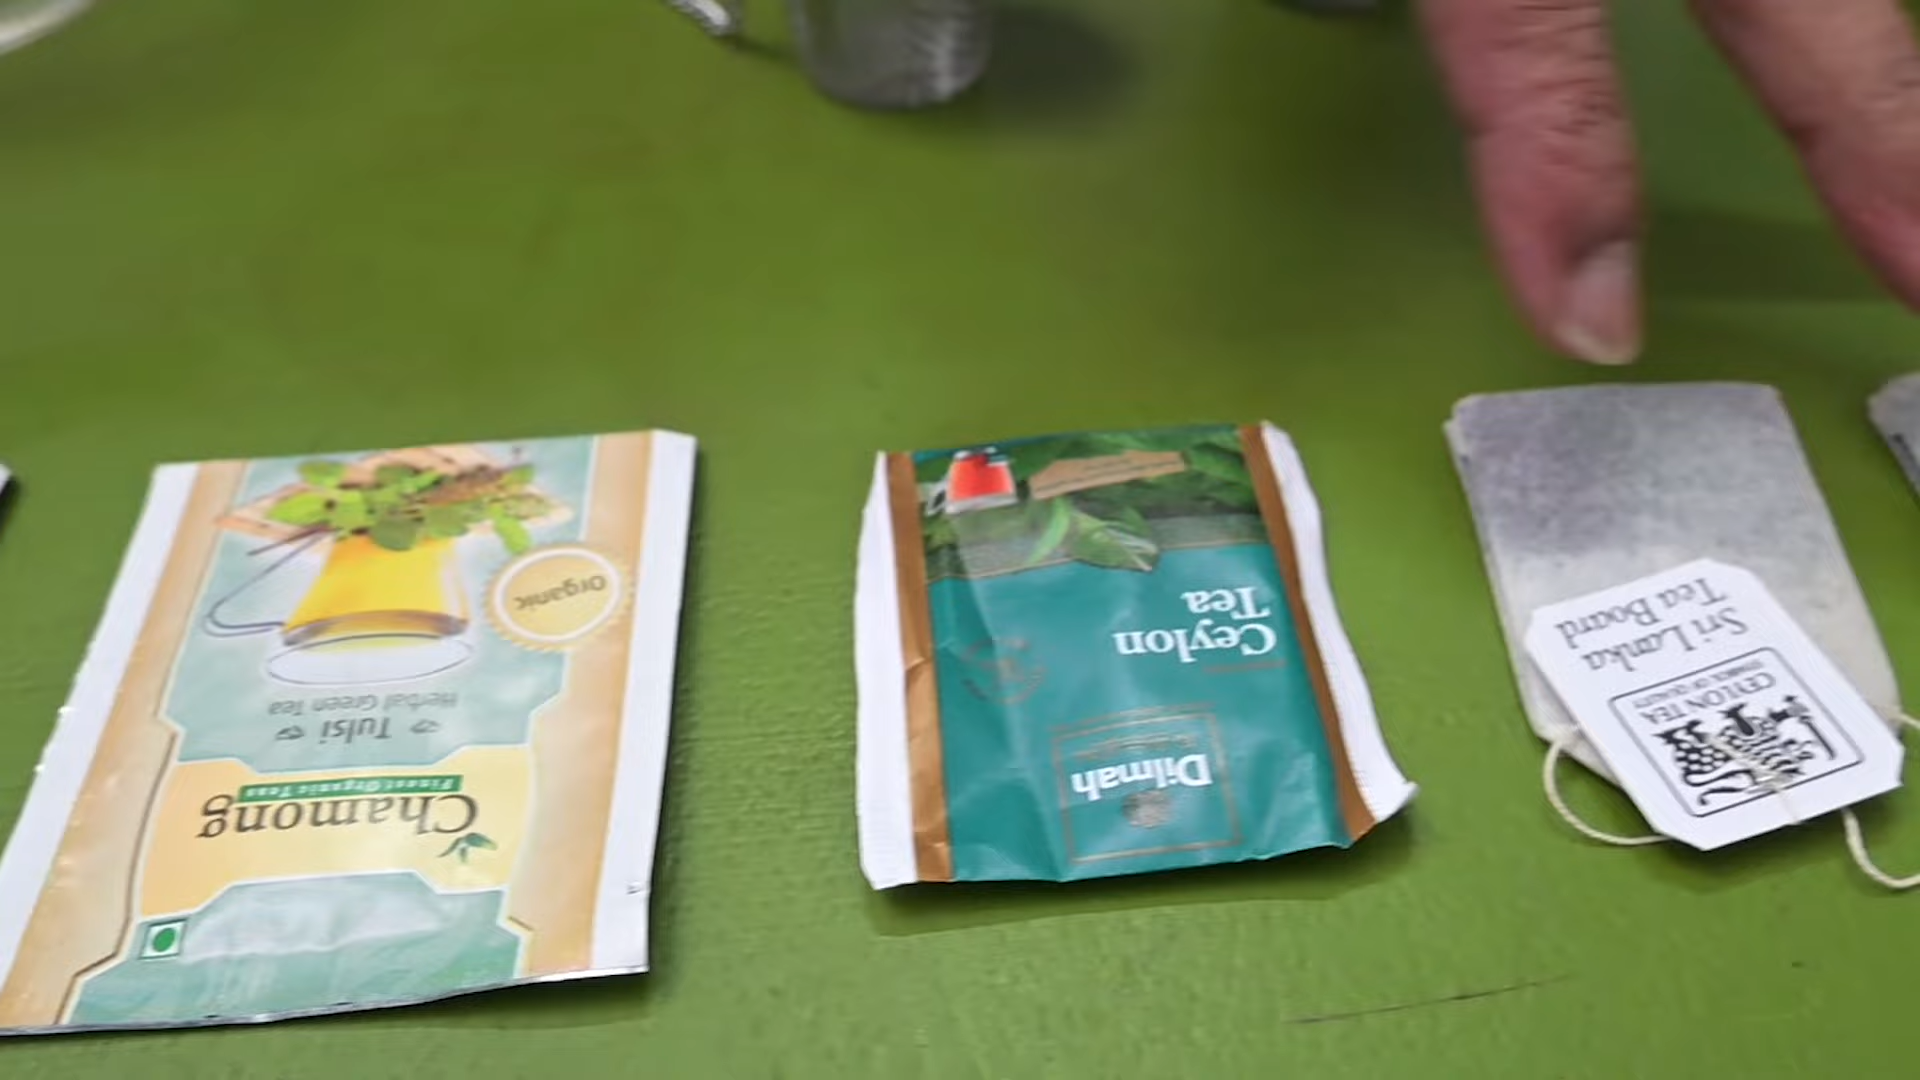 Chamong
Finest Organic Teas
Tulsi
Herbal Green Tea
Organic
Dilmah
Ceylon
Tea
CEYLON TEA
SYMBOL OF QUALITY
Sri Lanka
Tea Board